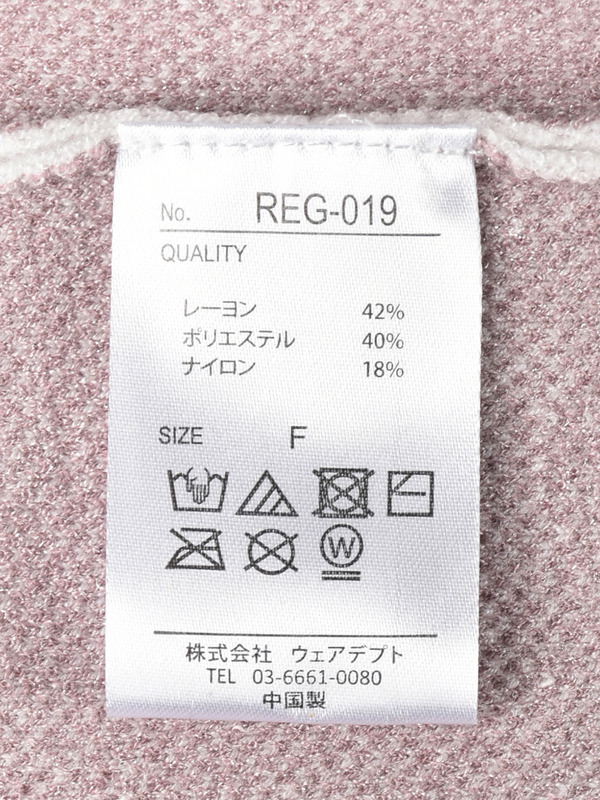 No. REG-019
QUALITY
レーヨン 42%
ポリエステル 40%
ナイロン 18%
SIZE F
W
株式会社 ウェアデプト
TEL 03-6661-0080
中国製